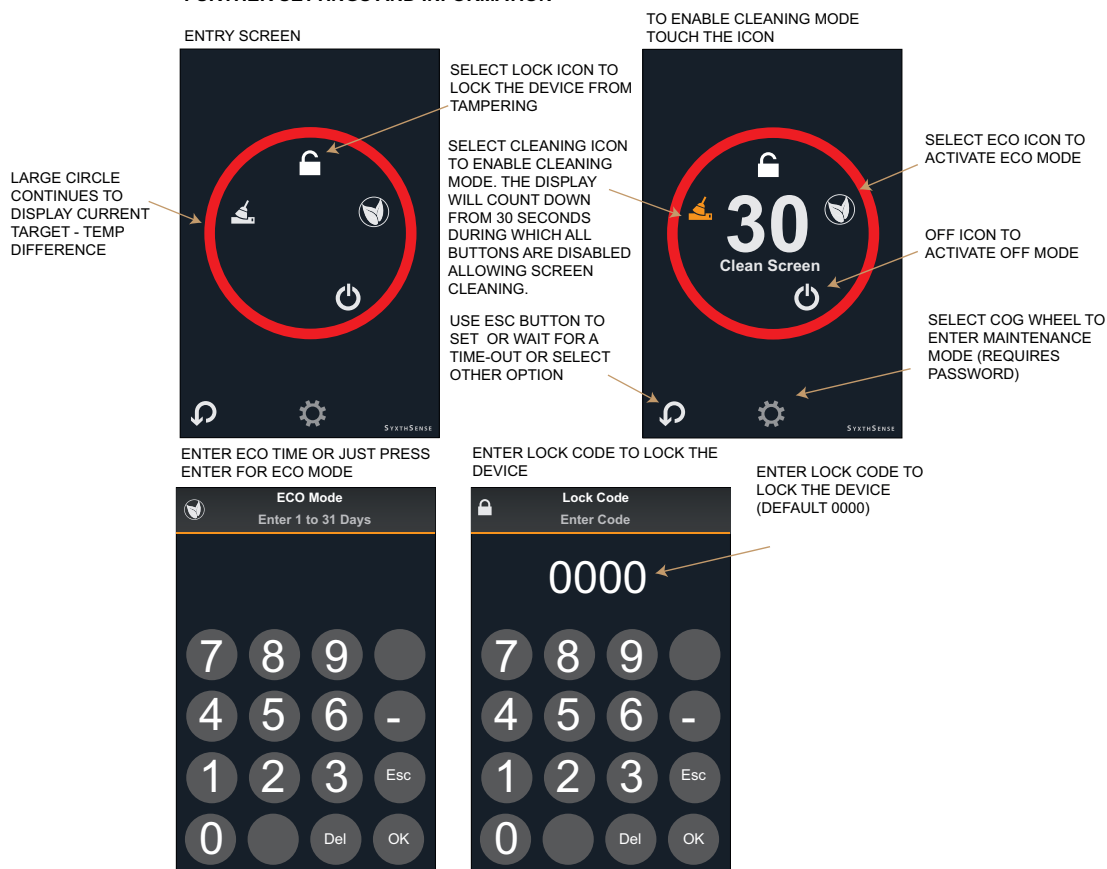 ENTRY SCREEN
TO ENABLE CLEANING MODE
TOUCH THE ICON
SELECT LOCK ICON TO
LOCK THE DEVICE FROM
TAMPERING
LARGE CIRCLE
CONTINUES TO
DISPLAY CURRENT
TARGET - TEMP
DIFFERENCE
SELECT CLEANING ICON
TO ENABLE CLEANING
MODE. THE DISPLAY
WILL COUNT DOWN
FROM 30 SECONDS
DURING WHICH ALL
BUTTONS ARE DISABLED
ALLOWING SCREEN
CLEANING.
USE ESC BUTTON TO
SET OR WAIT FOR A
TIME-OUT OR SELECT
OTHER OPTION
30
Clean Screen
SELECT ECO ICON TO
ACTIVATE ECO MODE
OFF ICON TO
ACTIVATE OFF MODE
SELECT COG WHEEL TO
ENTER MAINTENANCE
MODE (REQUIRES
PASSWORD)
SYXTHSENSE
SYXTHSENSE
ENTER ECO TIME OR JUST PRESS
ENTER FOR ECO MODE
ECO Mode
Enter 1 to 31 Days
7 8 9
4 5 6 -
1 2 3 Esc
0 Del OK
ENTER LOCK CODE TO LOCK THE
DEVICE
Lock Code
Enter Code
0000
7 8 9
4 5 6 -
1 2 3 Esc
0 Del OK
ENTER LOCK CODE TO
LOCK THE DEVICE
(DEFAULT 0000)